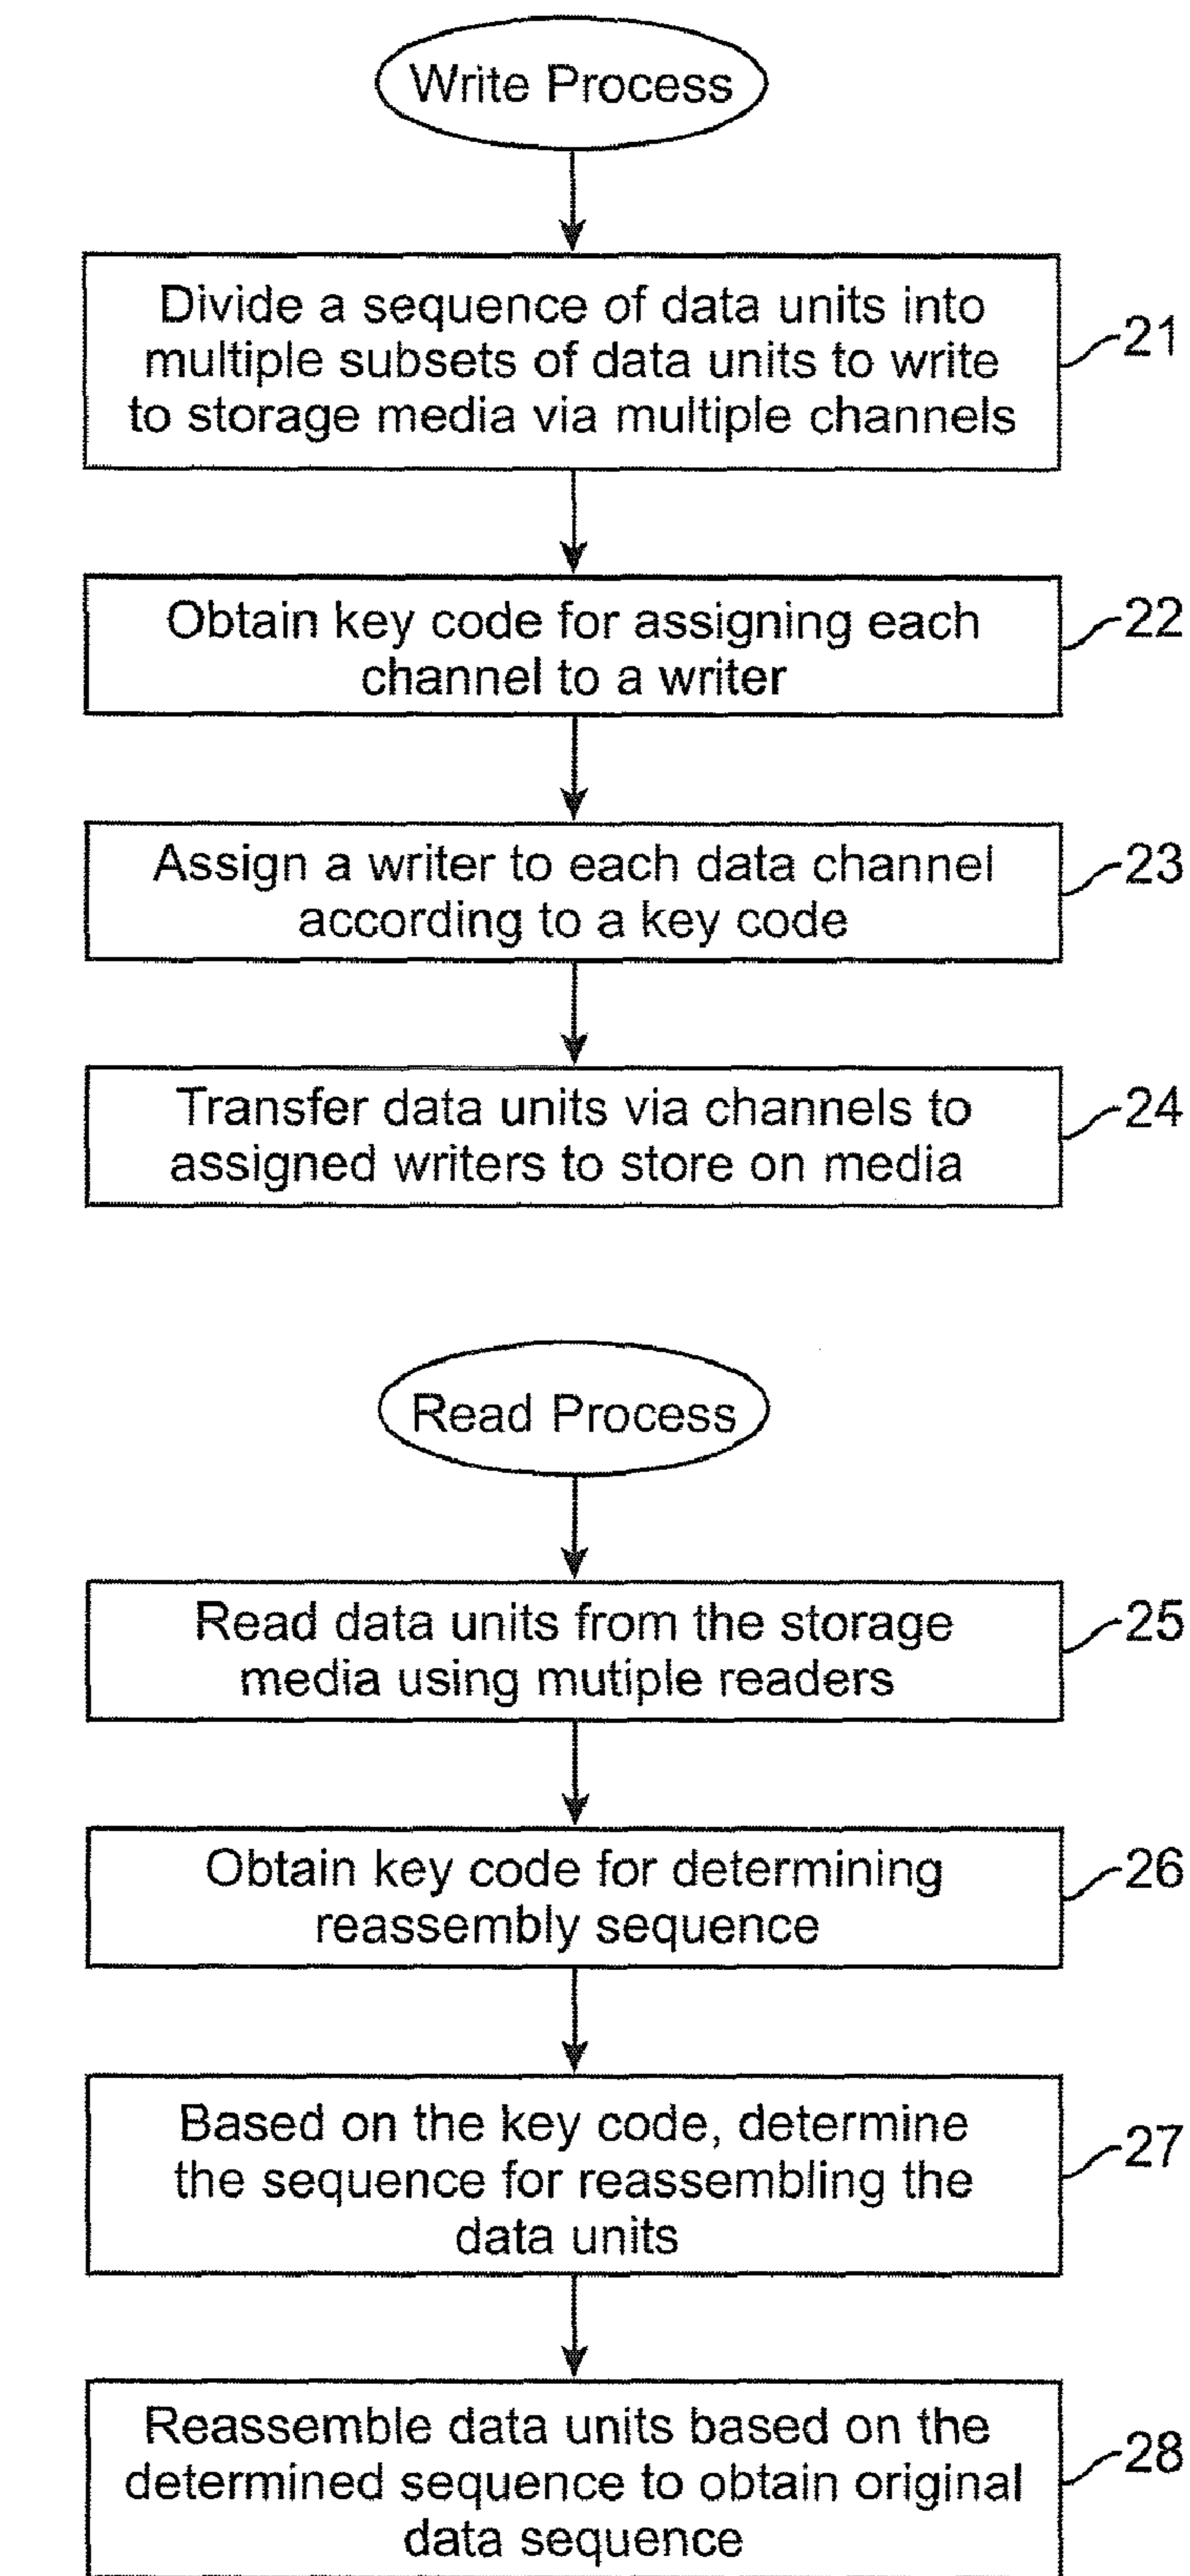 Write Process
Divide a sequence of data units into
multiple subsets of data units to write
to storage media via multiple channels
21
Obtain key code for assigning each
channel to a writer
22
Assign a writer to each data channel
according to a key code
23
Transfer data units via channels to
assigned writers to store on media
24
Read Process
Read data units from the storage
media using mutiple readers
25
Obtain key code for determining
reassembly sequence
26
Based on the key code, determine
the sequence for reassembling the
data units
27
Reassemble data units based on the
determined sequence to obtain original
data sequence
28